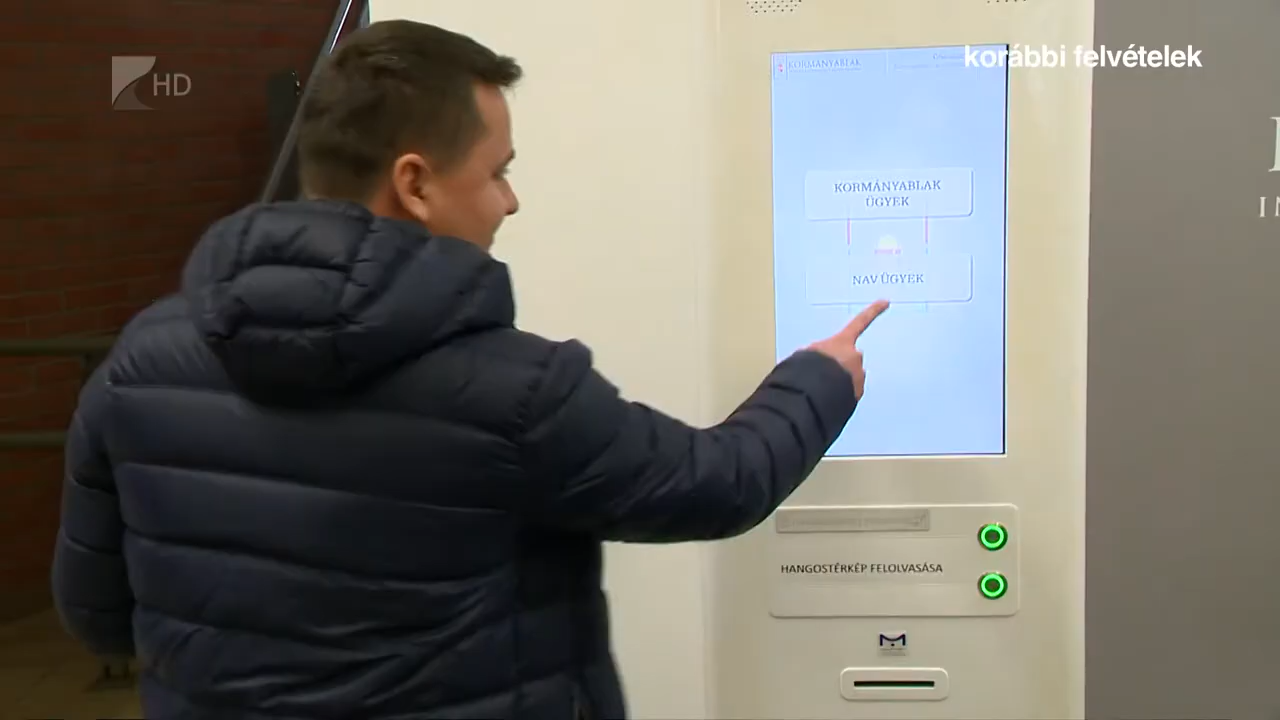 HD
korábbi felvételek
KORMÁNYABLAK
KORMÁNYABLAK
ÜGYEK
NAV ÜGYEK
HANGOSTÉRKÉP FELOLVASÁSA